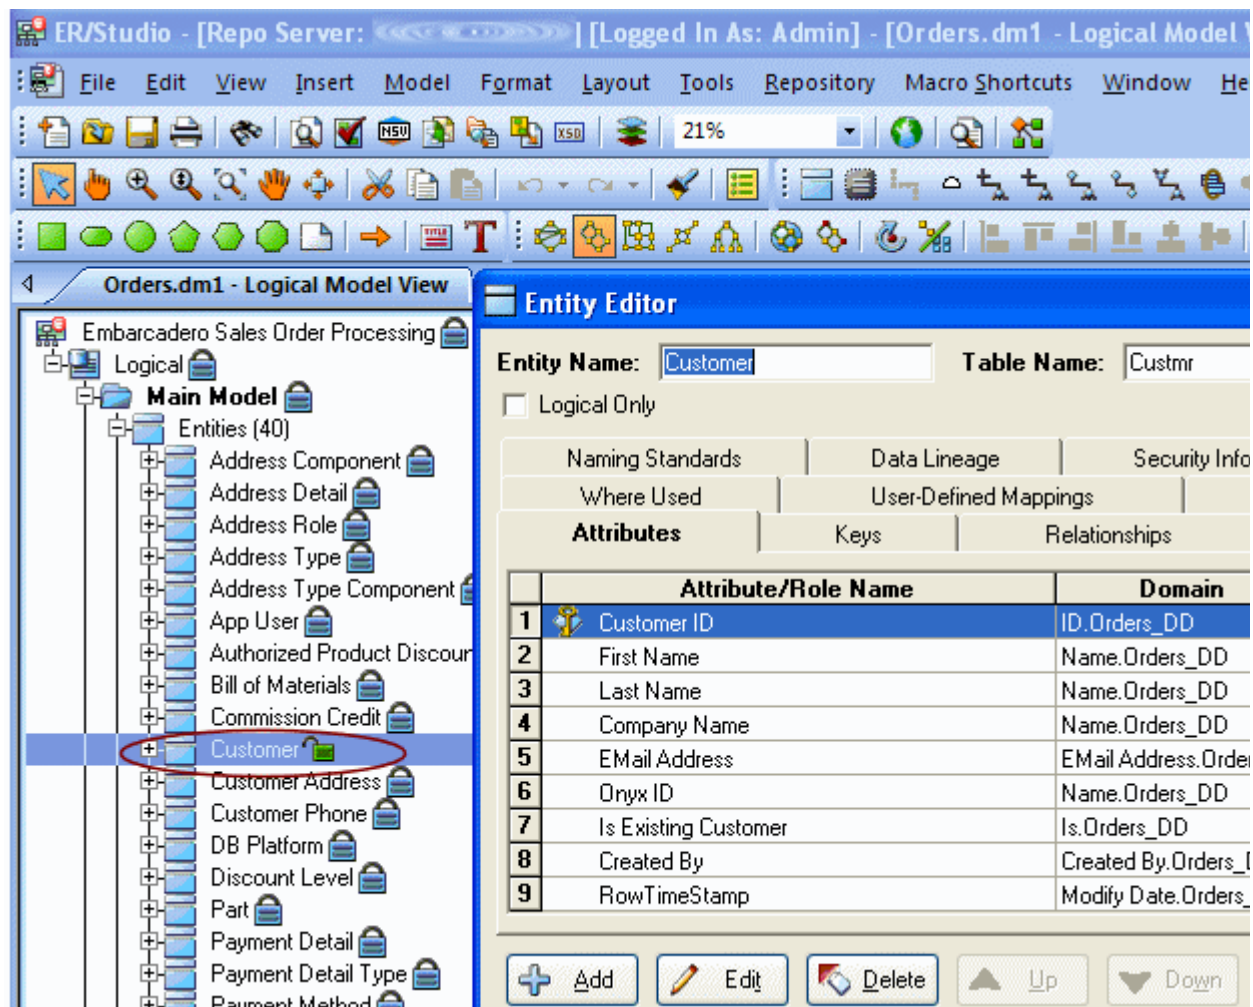 ER/Studio - [Repo Server: | [Logged In As: Admin] - [Orders.dm1 - Logical Model V
File Edit View Insert Model Format Layout Tools Repository Macro Shortcuts Window He
NSV XSD 21%
TITLE T
Orders.dm1 - Logical Model View
Embarcadero Sales Order Processing
Logical
Main Model
Entities (40)
Address Component
Address Detail
Address Role
Address Type
Address Type Component
App User
Authorized Product Discour
Bill of Materials
Commission Credit
Customer
Customer Address
Customer Phone
DB Platform
Discount Level
Part
Payment Detail
Payment Detail Type
Payment Method
Entity Editor
Entity Name: Customer Table Name: Custmr
Logical Only
Naming Standards Data Lineage Security Info
Where Used User-Defined Mappings
Attributes Keys Relationships
Attribute/Role Name Domain
1 Customer ID ID.Orders_DD
2 First Name Name.Orders_DD
3 Last Name Name.Orders_DD
4 Company Name Name.Orders_DD
5 EMail Address EMail Address.Order
6 Onyx ID Name.Orders_DD
7 Is Existing Customer Is.Orders_DD
8 Created By Created By.Orders_D
9 RowTimeStamp Modify Date.Orders_
Add Edit Delete Up Down